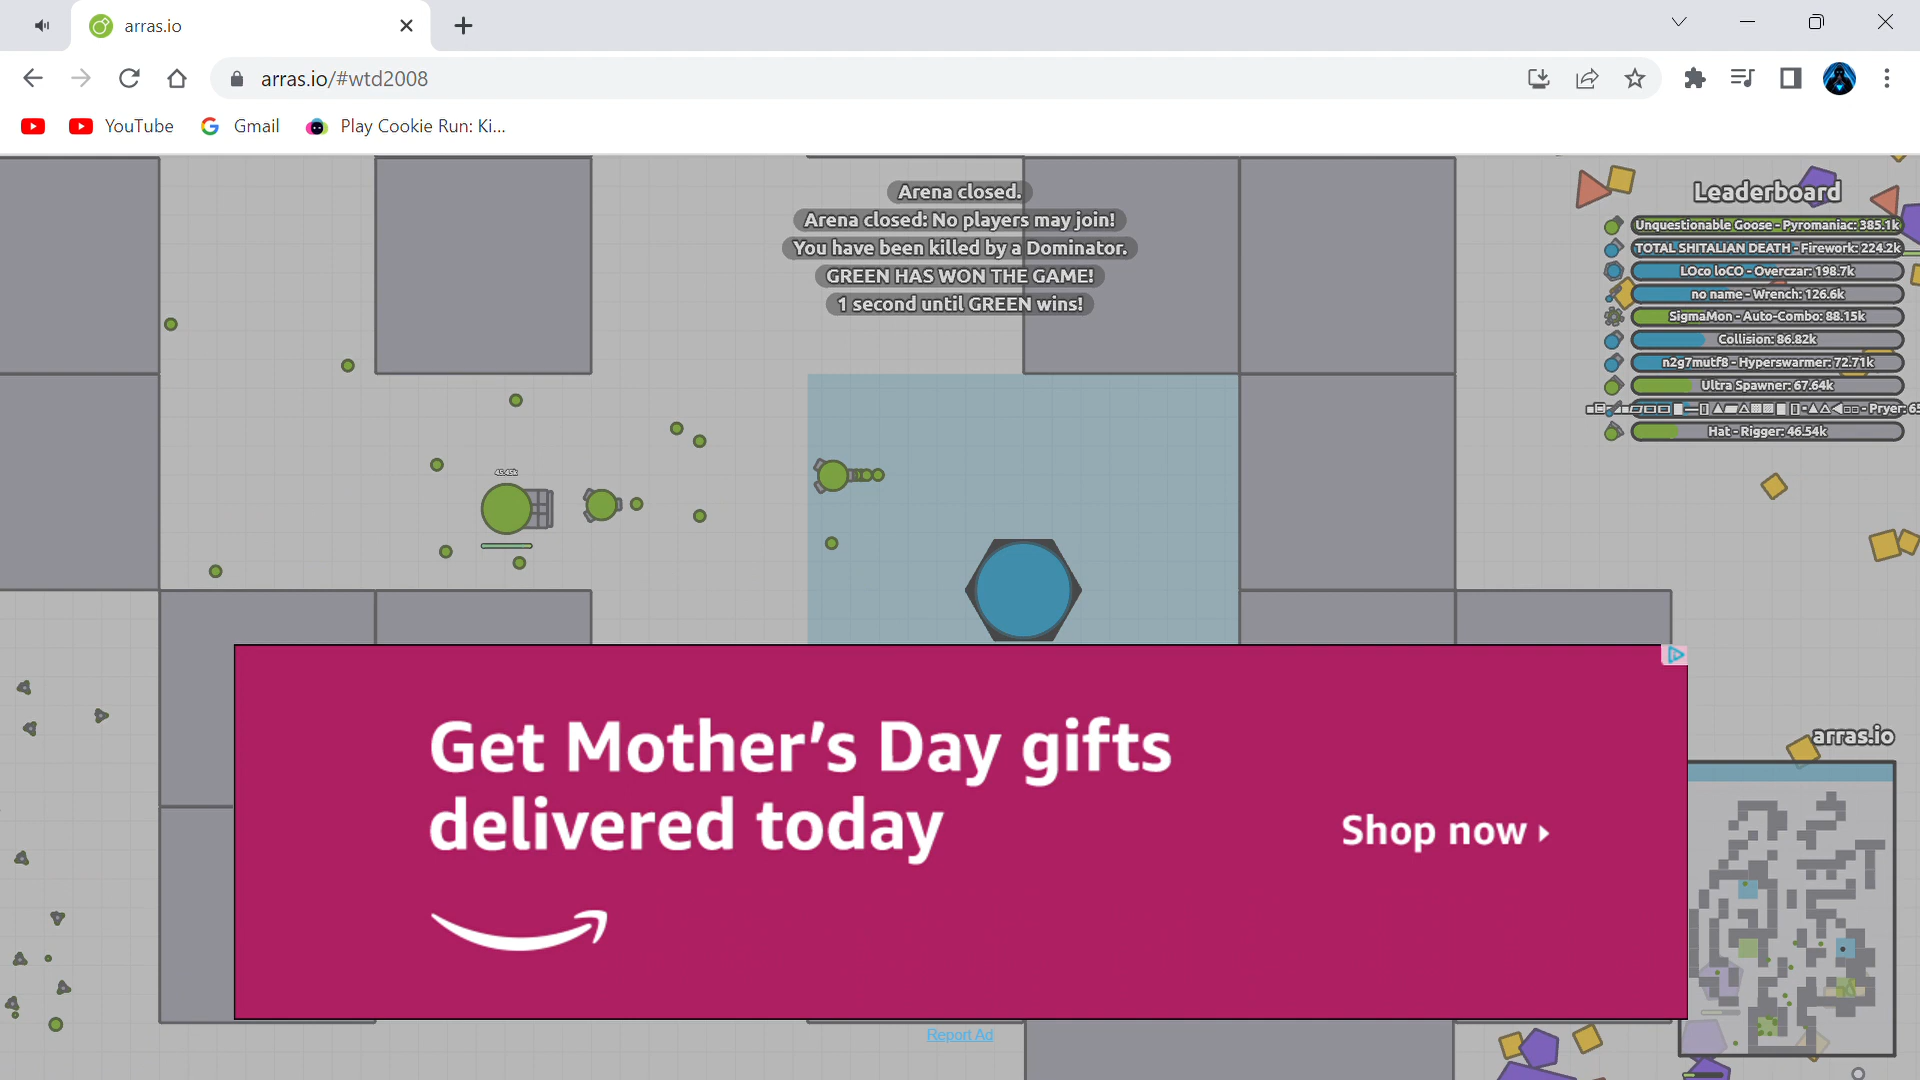 arras.io
arras.io/#wtd2008
YouTube
Gmail
Play Cookie Run: Ki...
Arena closed.
Arena closed: No players may join!
You have been killed by a Dominator.
GREEN HAS WON THE GAME!
1 second until GREEN wins!
Leaderboard
Unquestionable Goose - Pyromaniac: 385.1k
TOTAL SHITALIAN DEATH - Firework: 224.2k
LOco loCO - Overczar: 198.7k
no name - Wrench: 126.6k
SigmaMon - Auto-Combo: 88.15k
Collision: 86.82k
n2g7mutf8 - Hyperswarmer: 72.71k
Ultra Spawner: 67.64k
- Pryer: 65
Hat - Rigger: 46.54k
45.45k
arras.io
Get Mother's Day gifts
delivered today
Shop now ›
Report Ad